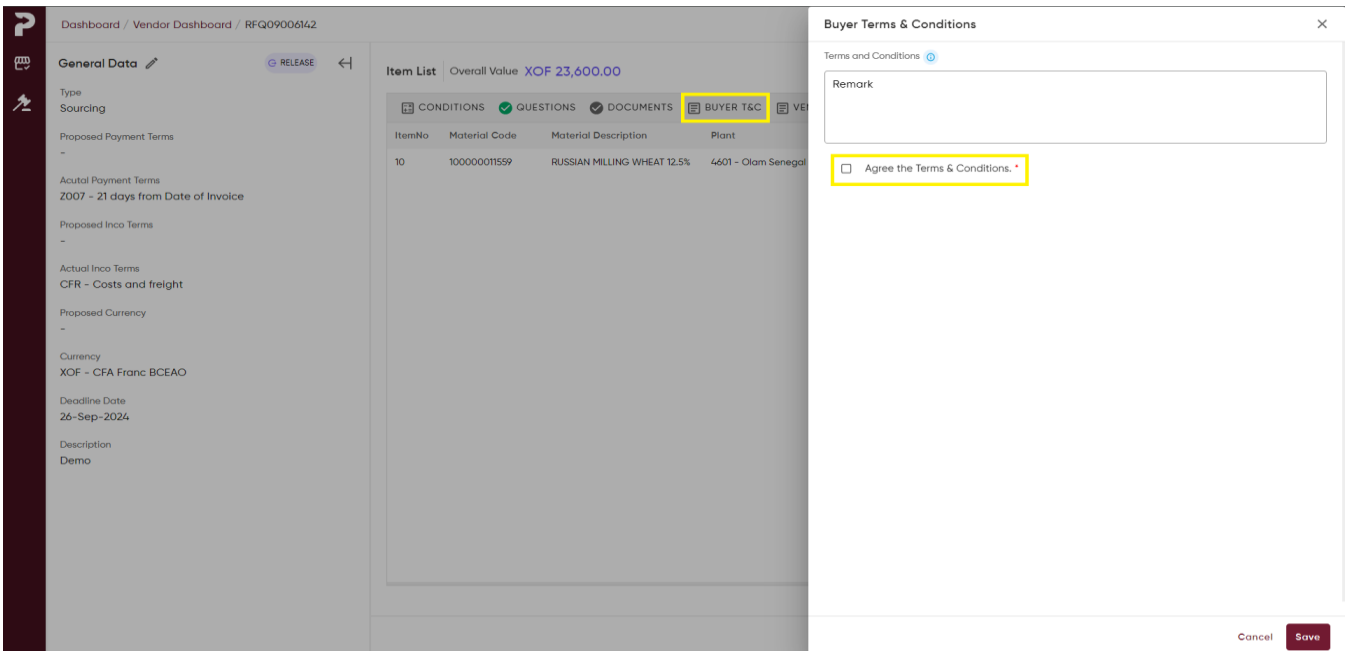 Dashboard / Vendor Dashboard / RFQ09006142
General Data
RELEASE
Type
Sourcing
Proposed Payment Terms
-
Acutal Payment Terms
Z007 - 21 days from Date of Invoice
Proposed Inco Terms
-
Actual Inco Terms
CFR - Costs and freight
Proposed Currency
-
Currency
XOF - CFA Franc BCEAO
Deadline Date
26-Sep-2024
Description
Demo
Item List Overall Value XOF 23,600.00
CONDITIONS QUESTIONS DOCUMENTS BUYER T&C
ItemNo Material Code Material Description Plant
10 100000011559 RUSSIAN MILLING WHEAT 12.5% 4601 - Olam Senegal
Buyer Terms & Conditions
Terms and Conditions
Remark
Agree the Terms & Conditions. *
Cancel Save